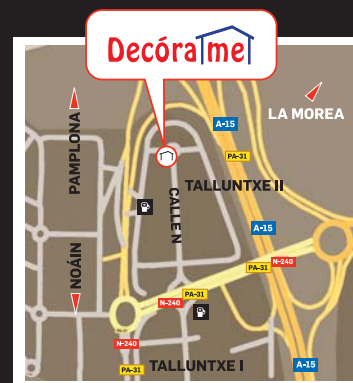 Decórame
PAMPLONA
LA MOREA
A-15
PA-31
TALLUNTXE II
CALLE N
A-15
NOÁIN
PA-31
N-240
PA-31
N-240
N-240
TALLUNTXE I
A-15
PA-31